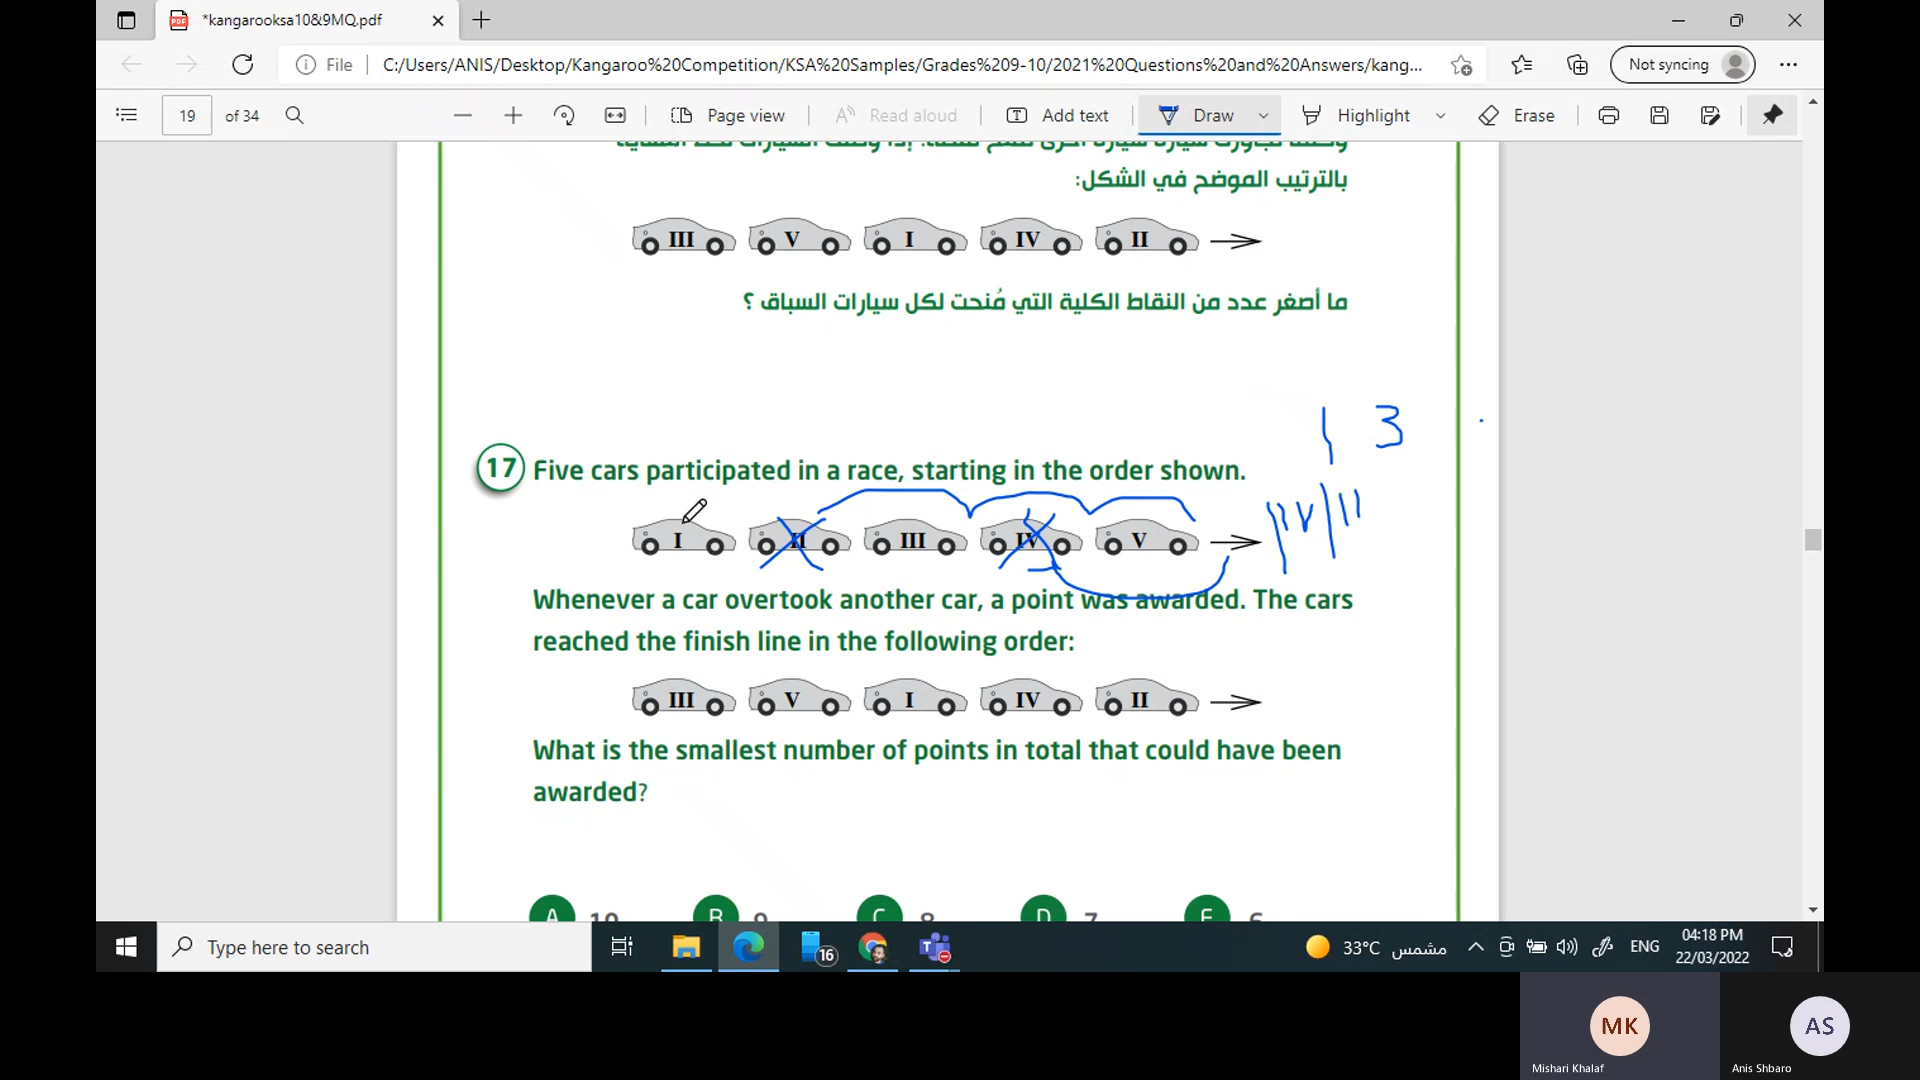 *kangarooksa10&9MQ.pdf
File C:/Users/ANIS/Desktop/Kangaroo%20Competition/KSA%20Samples/Grades%209-10/2021%20Questions%20and%20Answers/kang... Not syncing
19 of 34 Page view Read aloud Add text Draw Highlight Erase
بالترتيب الموضح في الشكل:
III V I IV II
ما أصغر عدد من النقاط الكلية التي مُنحت لكل سيارات السباق ؟
1 3
17 Five cars participated in a race, starting in the order shown.
I II III IV V
Whenever a car overtook another car, a point was awarded. The cars
reached the finish line in the following order:
III V I IV II
What is the smallest number of points in total that could have been
awarded?
A 10 B 9 C 8 D 7 E 6
Type here to search 16 33°C مشمس ENG 04:18 PM
22/03/2022
MK AS
Mishari Khalaf Anis Shbaro